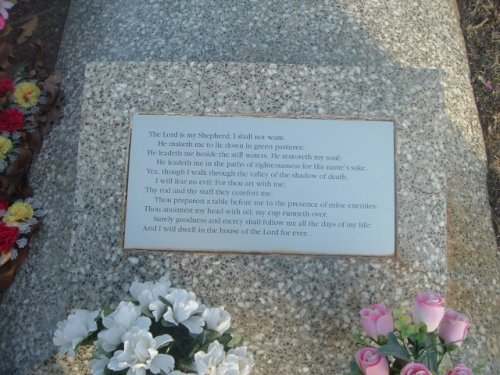 The Lord is my Shepherd; I shall not want.
He maketh me to lie down in green pastures:
He leadeth me beside the still waters. He restoreth my soul:
He leadeth me in the paths of righteousness for His name's sake.
Yea, though I walk through the valley of the shadow of death,
I will fear no evil: For thou art with me;
Thy rod and thy staff they comfort me.
Thou preparest a table before me in the presence of mine enemies:
Thou anointest my head with oil; my cup runneth over.
Surely goodness and mercy shall follow me all the days of my life:
And I will dwell in the house of the Lord for ever.